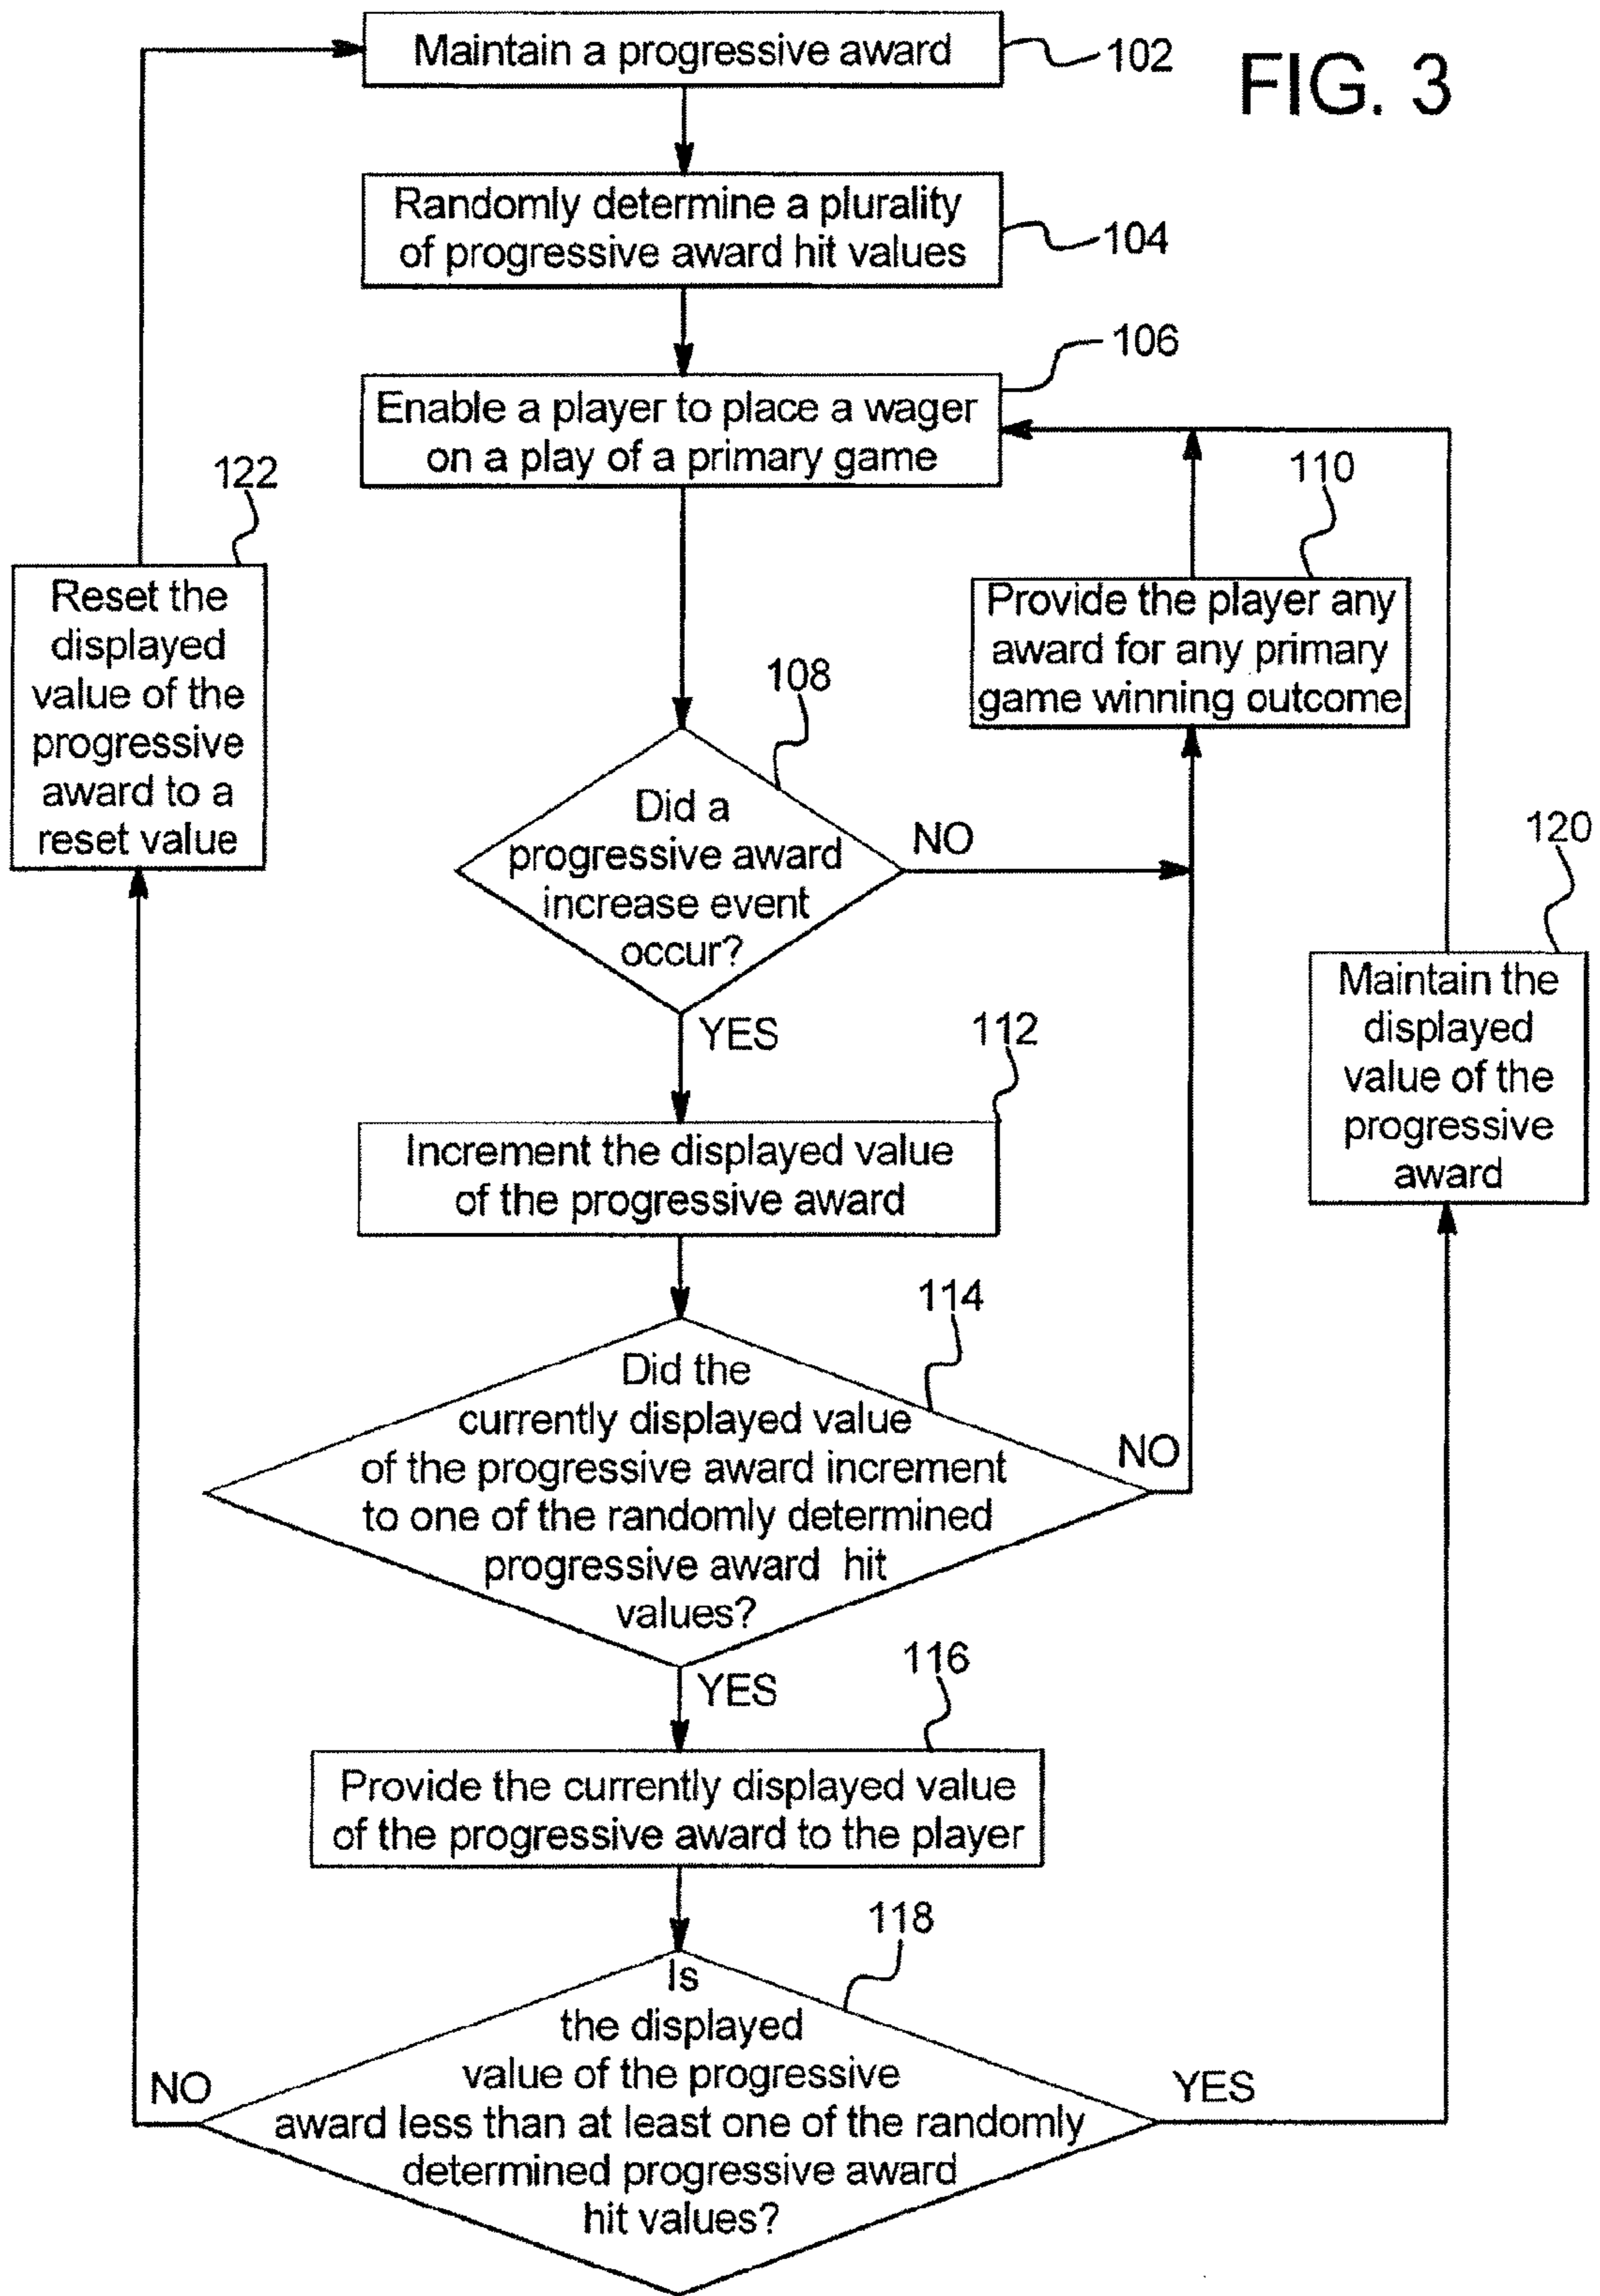 Maintain a progressive award
102
FIG. 3
Randomly determine a plurality
of progressive award hit values
104
106
Enable a player to place a wager
on a play of a primary game
122
110
Reset the
displayed
value of the
progressive
award to a
reset value
Provide the player any
award for any primary
game winning outcome
108
Did a
progressive award
increase event
occur?
NO
YES
120
Maintain the
displayed
value of the
progressive
award
112
Increment the displayed value
of the progressive award
114
Did the
currently displayed value
of the progressive award increment
to one of the randomly determined
progressive award hit
values?
NO
YES
116
Provide the currently displayed value
of the progressive award to the player
118
Is
the displayed
value of the progressive
award less than at least one of the randomly
determined progressive award
hit values?
NO
YES